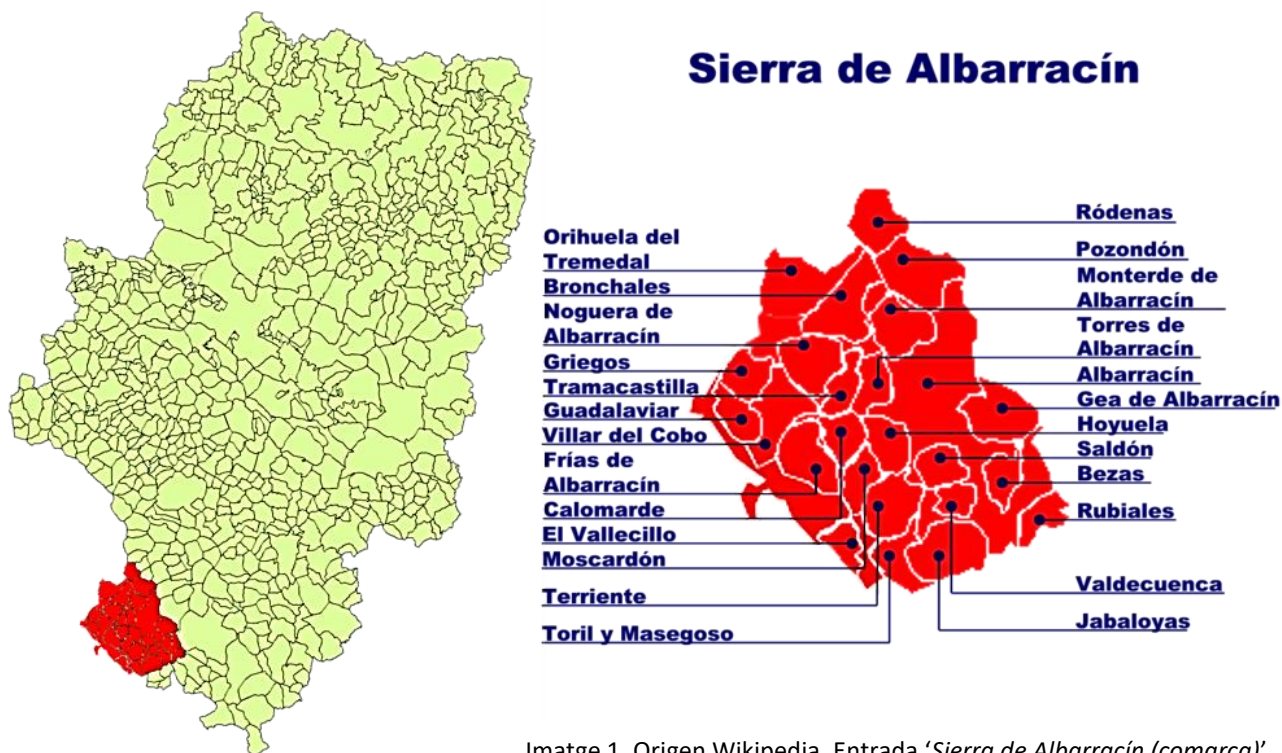 Sierra de Albarracín
Orihuela del
Tremedal
Bronchales
Noguera de
Albarracín
Griegos
Tramacastilla
Guadalaviar
Villar del Cobo
Frías de
Albarracín
Calomarde
El Vallecillo
Moscardón
Terriente
Toril y Masegoso
Ródenas
Pozondón
Monterde de
Albarracín
Torres de
Albarracín
Albarracín
Gea de Albarracín
Hoyuela
Saldón
Bezas
Rubiales
Valdecuenca
Jabaloyas
Imatge 1. Origen Wikipedia. Entrada ‘Sierra de Albarracín (comarca)’